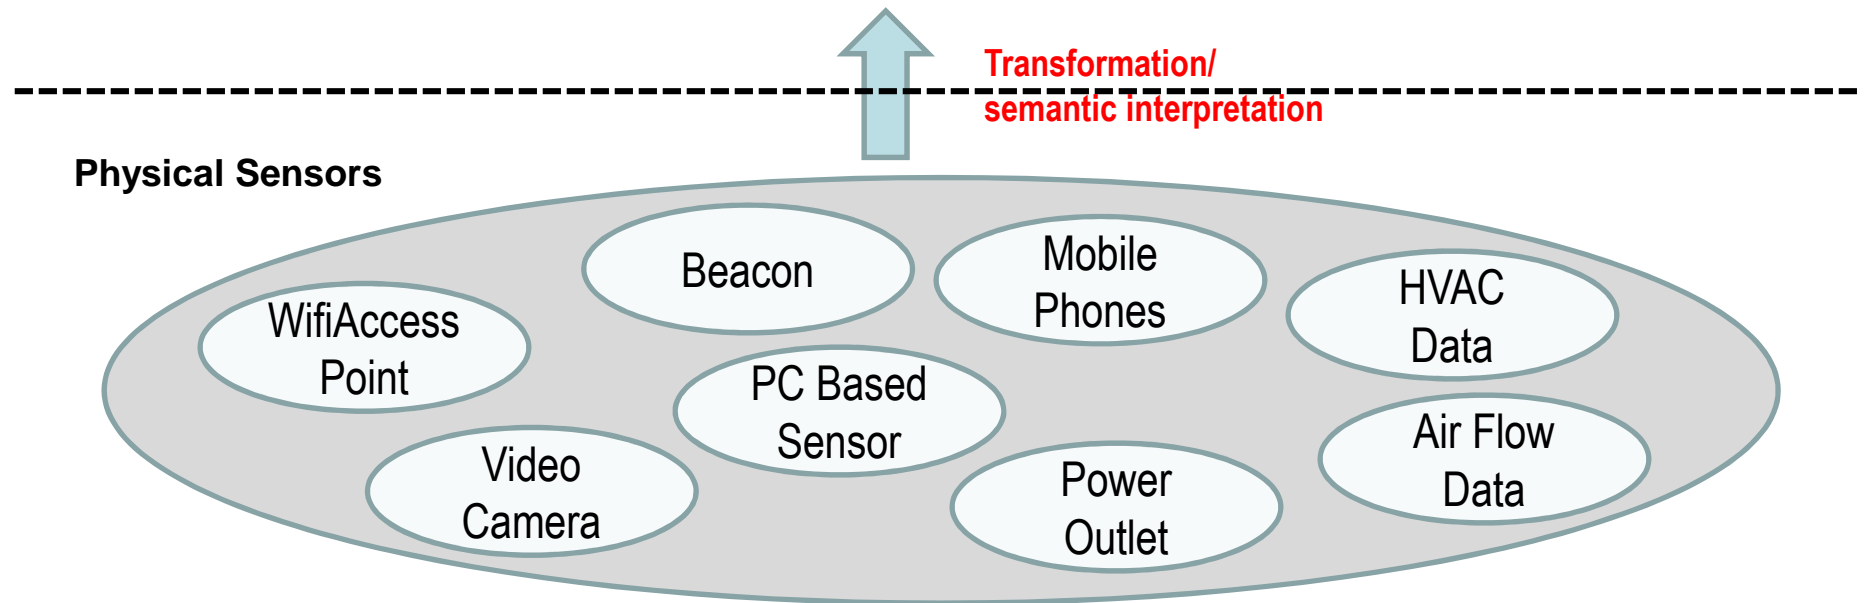 Transformation/
semantic interpretation
Physical Sensors
Beacon
Mobile
Phones
HVAC
Data
WifiAccess
Point
PC Based
Sensor
Air Flow
Data
Video
Camera
Power
Outlet